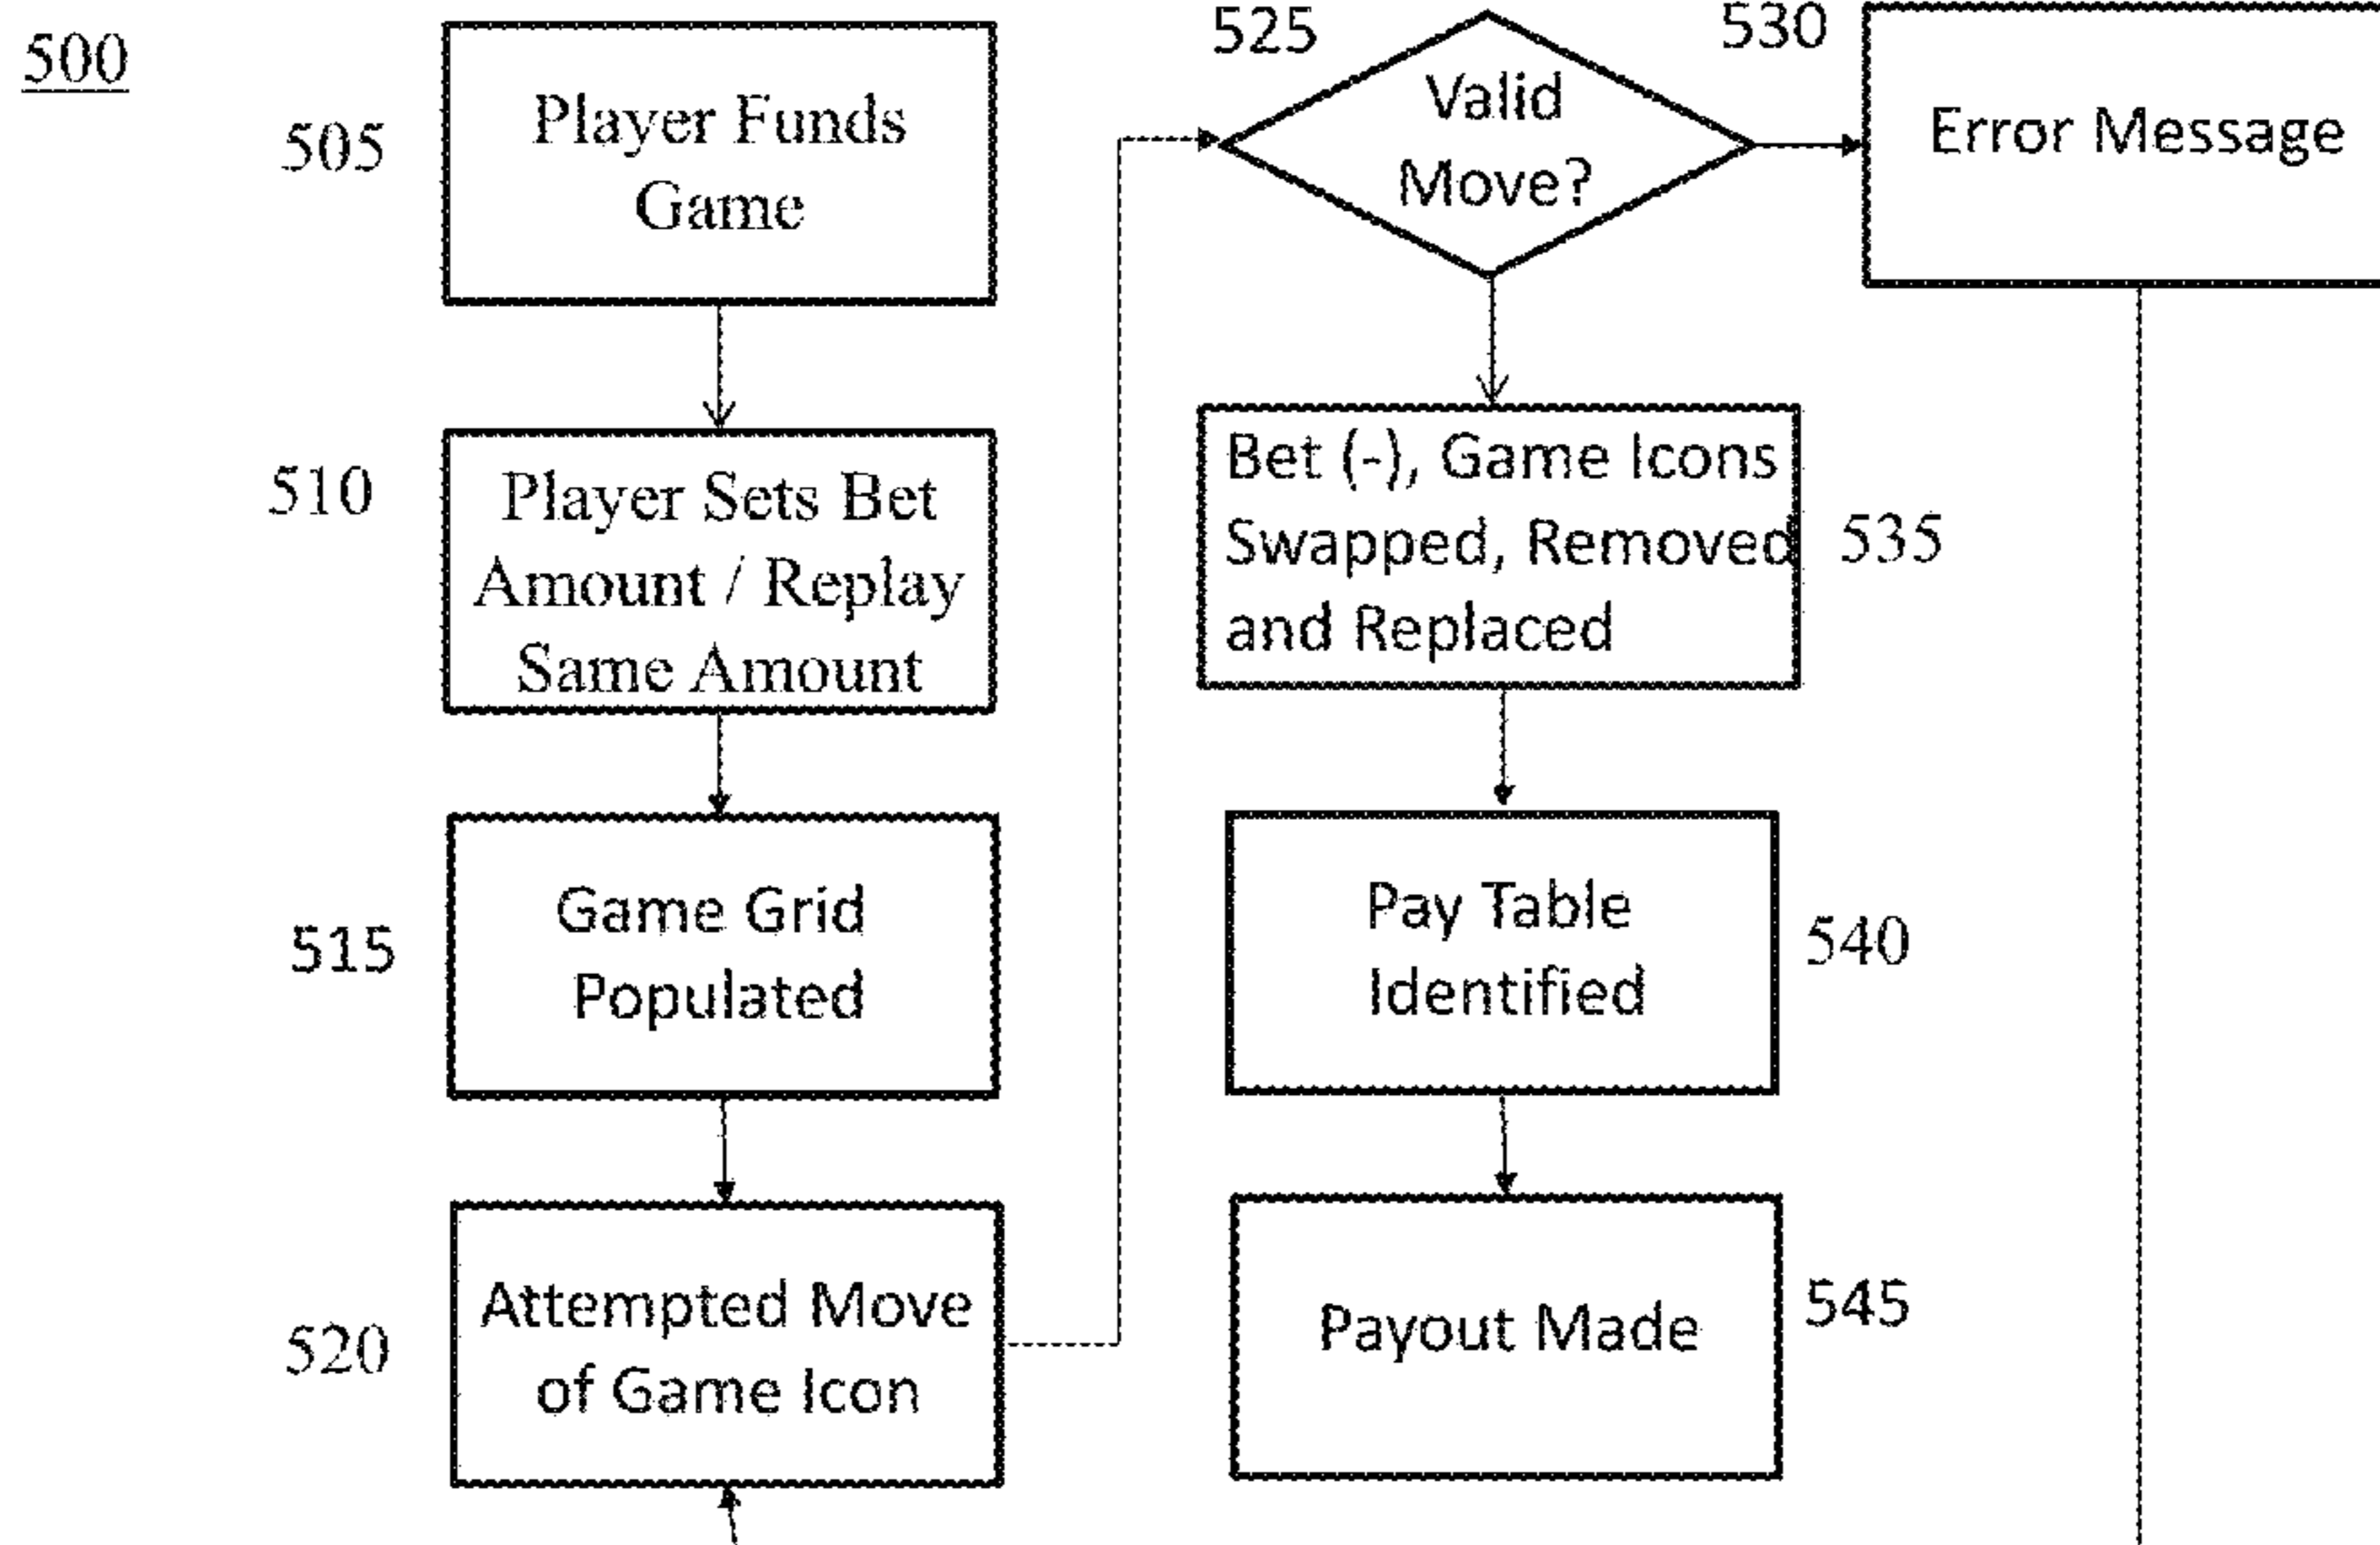 500
505
Player Funds
Game
510
Player Sets Bet
Amount / Replay
Same Amount
515
Game Grid
Populated
520
Attempted Move
of Game Icon
525
Valid
Move?
530
Error Message
Bet (-), Game Icons
Swapped, Removed
and Replaced
535
Pay Table
Identified
540
Payout Made
545